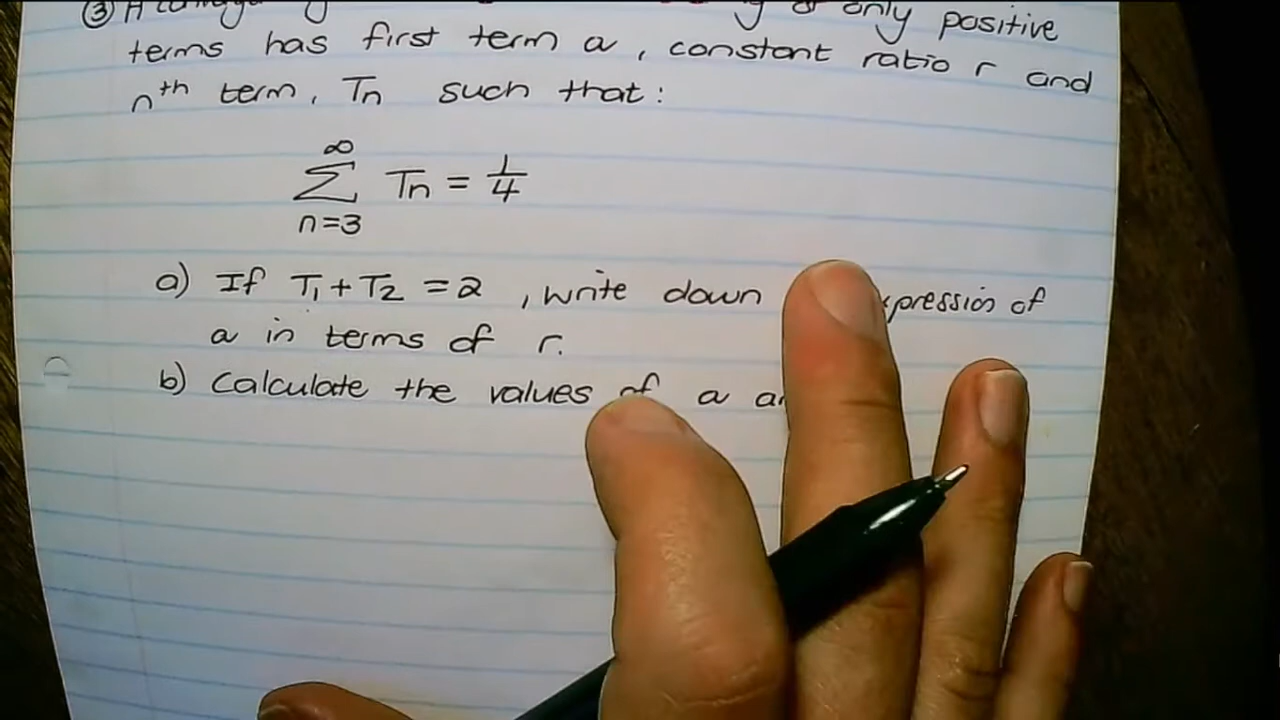 ③ A only positive
terms has first term a, constant ratio r and
nth term, Tn such that:
∞
Σ Tn = 1/4
n=3
a) If T₁ + T₂ = 2, write down pression of
a in terms of r.
b) Calculate the values of a